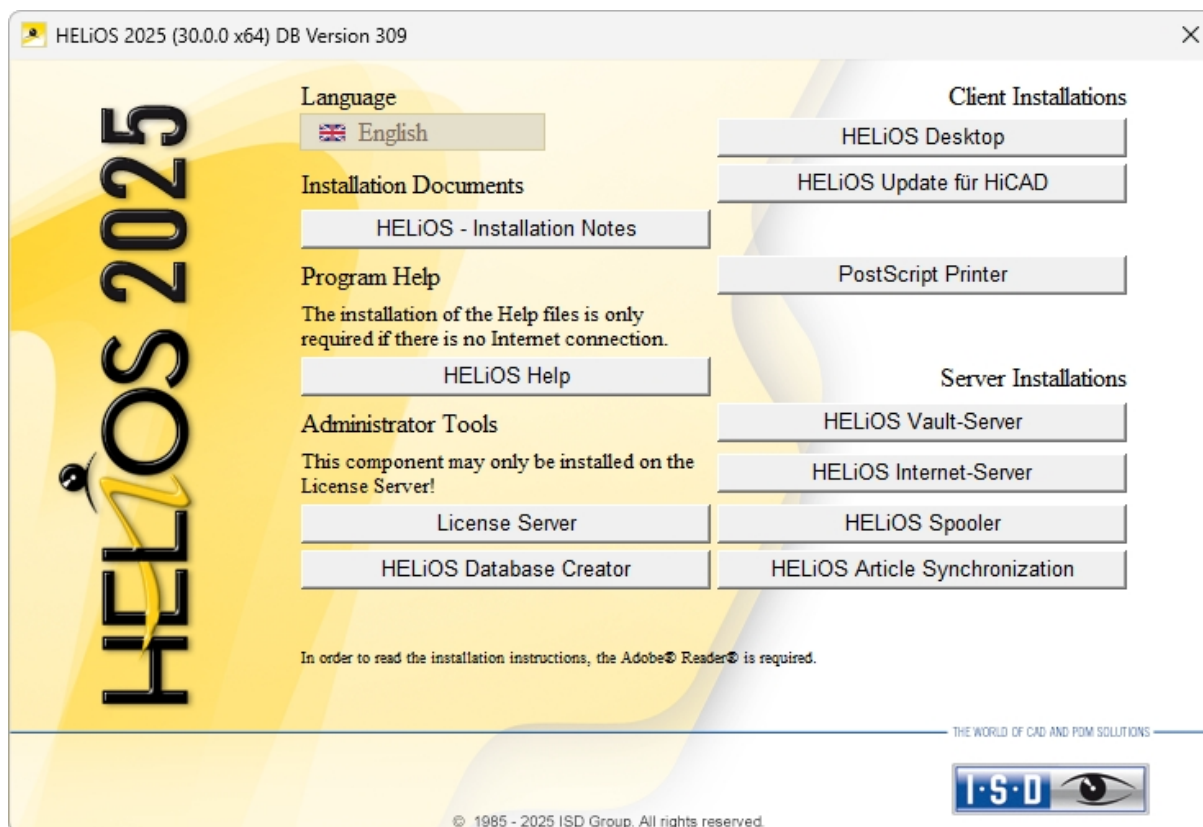 HELiOS 2025 (30.0.0 x64) DB Version 309
HELiOS 2025
Language
English
Installation Documents
HELiOS - Installation Notes
Program Help
The installation of the Help files is only
required if there is no Internet connection.
HELiOS Help
Administrator Tools
This component may only be installed on the
License Server!
License Server
HELiOS Database Creator
Client Installations
HELiOS Desktop
HELiOS Update für HiCAD
PostScript Printer
Server Installations
HELiOS Vault-Server
HELiOS Internet-Server
HELiOS Spooler
HELiOS Article Synchronization
In order to read the installation instructions, the Adobe® Reader® is required.
THE WORLD OF CAD AND PDM SOLUTIONS
I·S·D
© 1985 - 2025 ISD Group. All rights reserved.